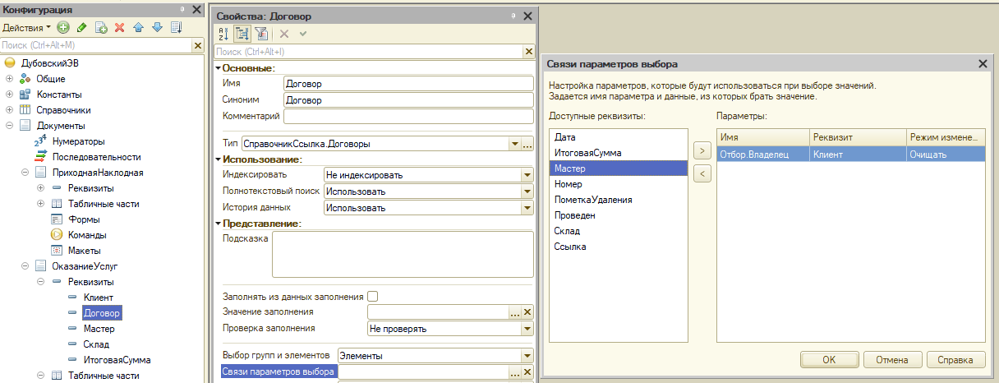 Конфигурация
Действия
Поиск (Ctrl+Alt+M)
ДубовскийЭВ
Общие
Константы
Справочники
Документы
Нумераторы
Последовательности
ПриходнаяНаклодная
Реквизиты
Табличные части
Формы
Команды
Макеты
ОказаниеУслуг
Реквизиты
Клиент
Договор
Мастер
Склад
ИтоговаяСумма
Табличные части
Свойства: Договор
Поиск (Ctrl+Alt+I)
Основные:
Имя Договор
Синоним Договор
Комментарий
Тип СправочникСсылка.Договоры
Использование:
Индексировать Не индексировать
Полнотекстовый поиск Использовать
История данных Использовать
Представление:
Подсказка
Заполнять из данных заполнения
Значение заполнения
Проверка заполнения Не проверять
Выбор групп и элементов Элементы
Связи параметров выбора
Связи параметров выбора
Настройка параметров, которые будут использоваться при выборе значений.
Задается имя параметра и данные, из которых брать значение.
Доступные реквизиты:
Дата
ИтоговаяСумма
Мастер
Номер
ПометкаУдаления
Проведен
Склад
Ссылка
>
<
Параметры:
Имя Реквизит Режим измене...
Отбор.Владелец Клиент Очищать
OK Отмена Справка